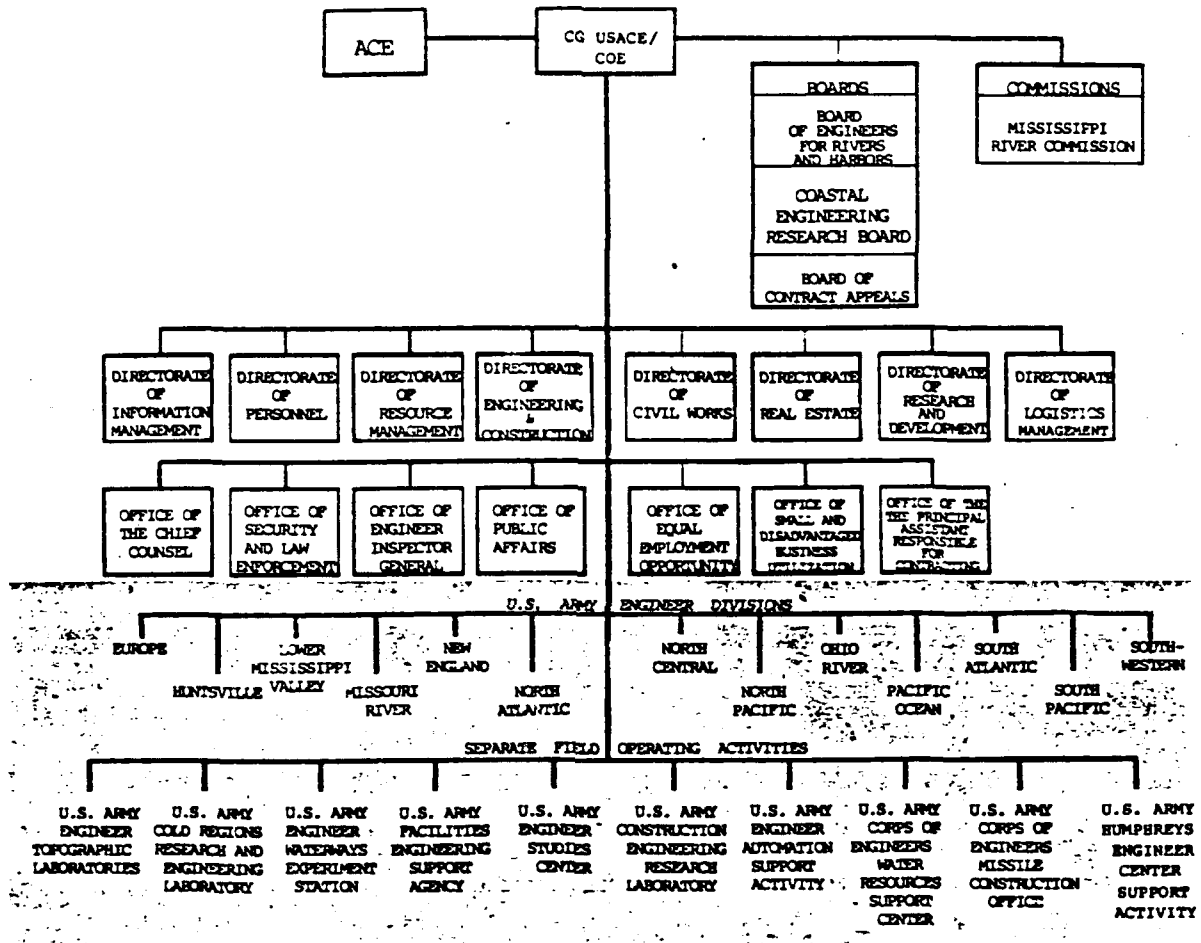 ACE
CG USACE/
COE
BOARDS
BOARD
OF ENGINEERS
FOR RIVERS
AND HARBORS
COASTAL
ENGINEERING
RESEARCH BOARD
BOARD OF
CONTRACT APPEALS
COMMISSIONS
MISSISSIPPI
RIVER COMMISSION
DIRECTORATE
OF
INFORMATION
MANAGEMENT
DIRECTORATE
OF
PERSONNEL
DIRECTORATE
OF
RESOURCE
MANAGEMENT
DIRECTORATE
OF
ENGINEERING
&
CONSTRUCTION
DIRECTORATE
OF
CIVIL WORKS
DIRECTORATE
OF
REAL ESTATE
DIRECTORATE
OF
RESEARCH
AND
DEVELOPMENT
DIRECTORATE
OF
LOGISTICS
MANAGEMENT
OFFICE OF
THE CHIEF
COUNSEL
OFFICE OF
SECURITY
AND LAW
ENFORCEMENT
OFFICE OF
ENGINEER
INSPECTOR
GENERAL
OFFICE OF
PUBLIC
AFFAIRS
OFFICE OF
EQUAL
EMPLOYMENT
OPPORTUNITY
OFFICE OF
SMALL AND
DISADVANTAGED
BUSINESS
UTILIZATION
OFFICE OF THE
THE PRINCIPAL
ASSISTANT
RESPONSIBLE
FOR
CONTRACTING
U.S. ARMY ENGINEER DIVISIONS
EUROPE
HUNTSVILLE
LOWER
MISSISSIPPI
VALLEY
MISSOURI
RIVER
NEW
ENGLAND
NORTH
ATLANTIC
NORTH
CENTRAL
NORTH
PACIFIC
OHIO
RIVER
PACIFIC
OCEAN
SOUTH
ATLANTIC
SOUTH
PACIFIC
SOUTH-
WESTERN
SEPARATE FIELD OPERATING ACTIVITIES
U.S. ARMY
ENGINEER
TOPOGRAPHIC
LABORATORIES
U.S. ARMY
COLD REGIONS
RESEARCH AND
ENGINEERING
LABORATORY
U.S. ARMY
ENGINEER
WATERWAYS
EXPERIMENT
STATION
U.S. ARMY
FACILITIES
ENGINEERING
SUPPORT
AGENCY
U.S. ARMY
ENGINEER
STUDIES
CENTER
U.S. ARMY
CONSTRUCTION
ENGINEERING
RESEARCH
LABORATORY
U.S. ARMY
ENGINEER
AUTOMATION
SUPPORT
ACTIVITY
U.S. ARMY
CORPS OF
ENGINEERS
WATER
RESOURCES
SUPPORT
CENTER
U.S. ARMY
CORPS OF
ENGINEERS
MISSILE
CONSTRUCTION
OFFICE
U.S. ARMY
HUMPHREYS
ENGINEER
CENTER
SUPPORT
ACTIVITY